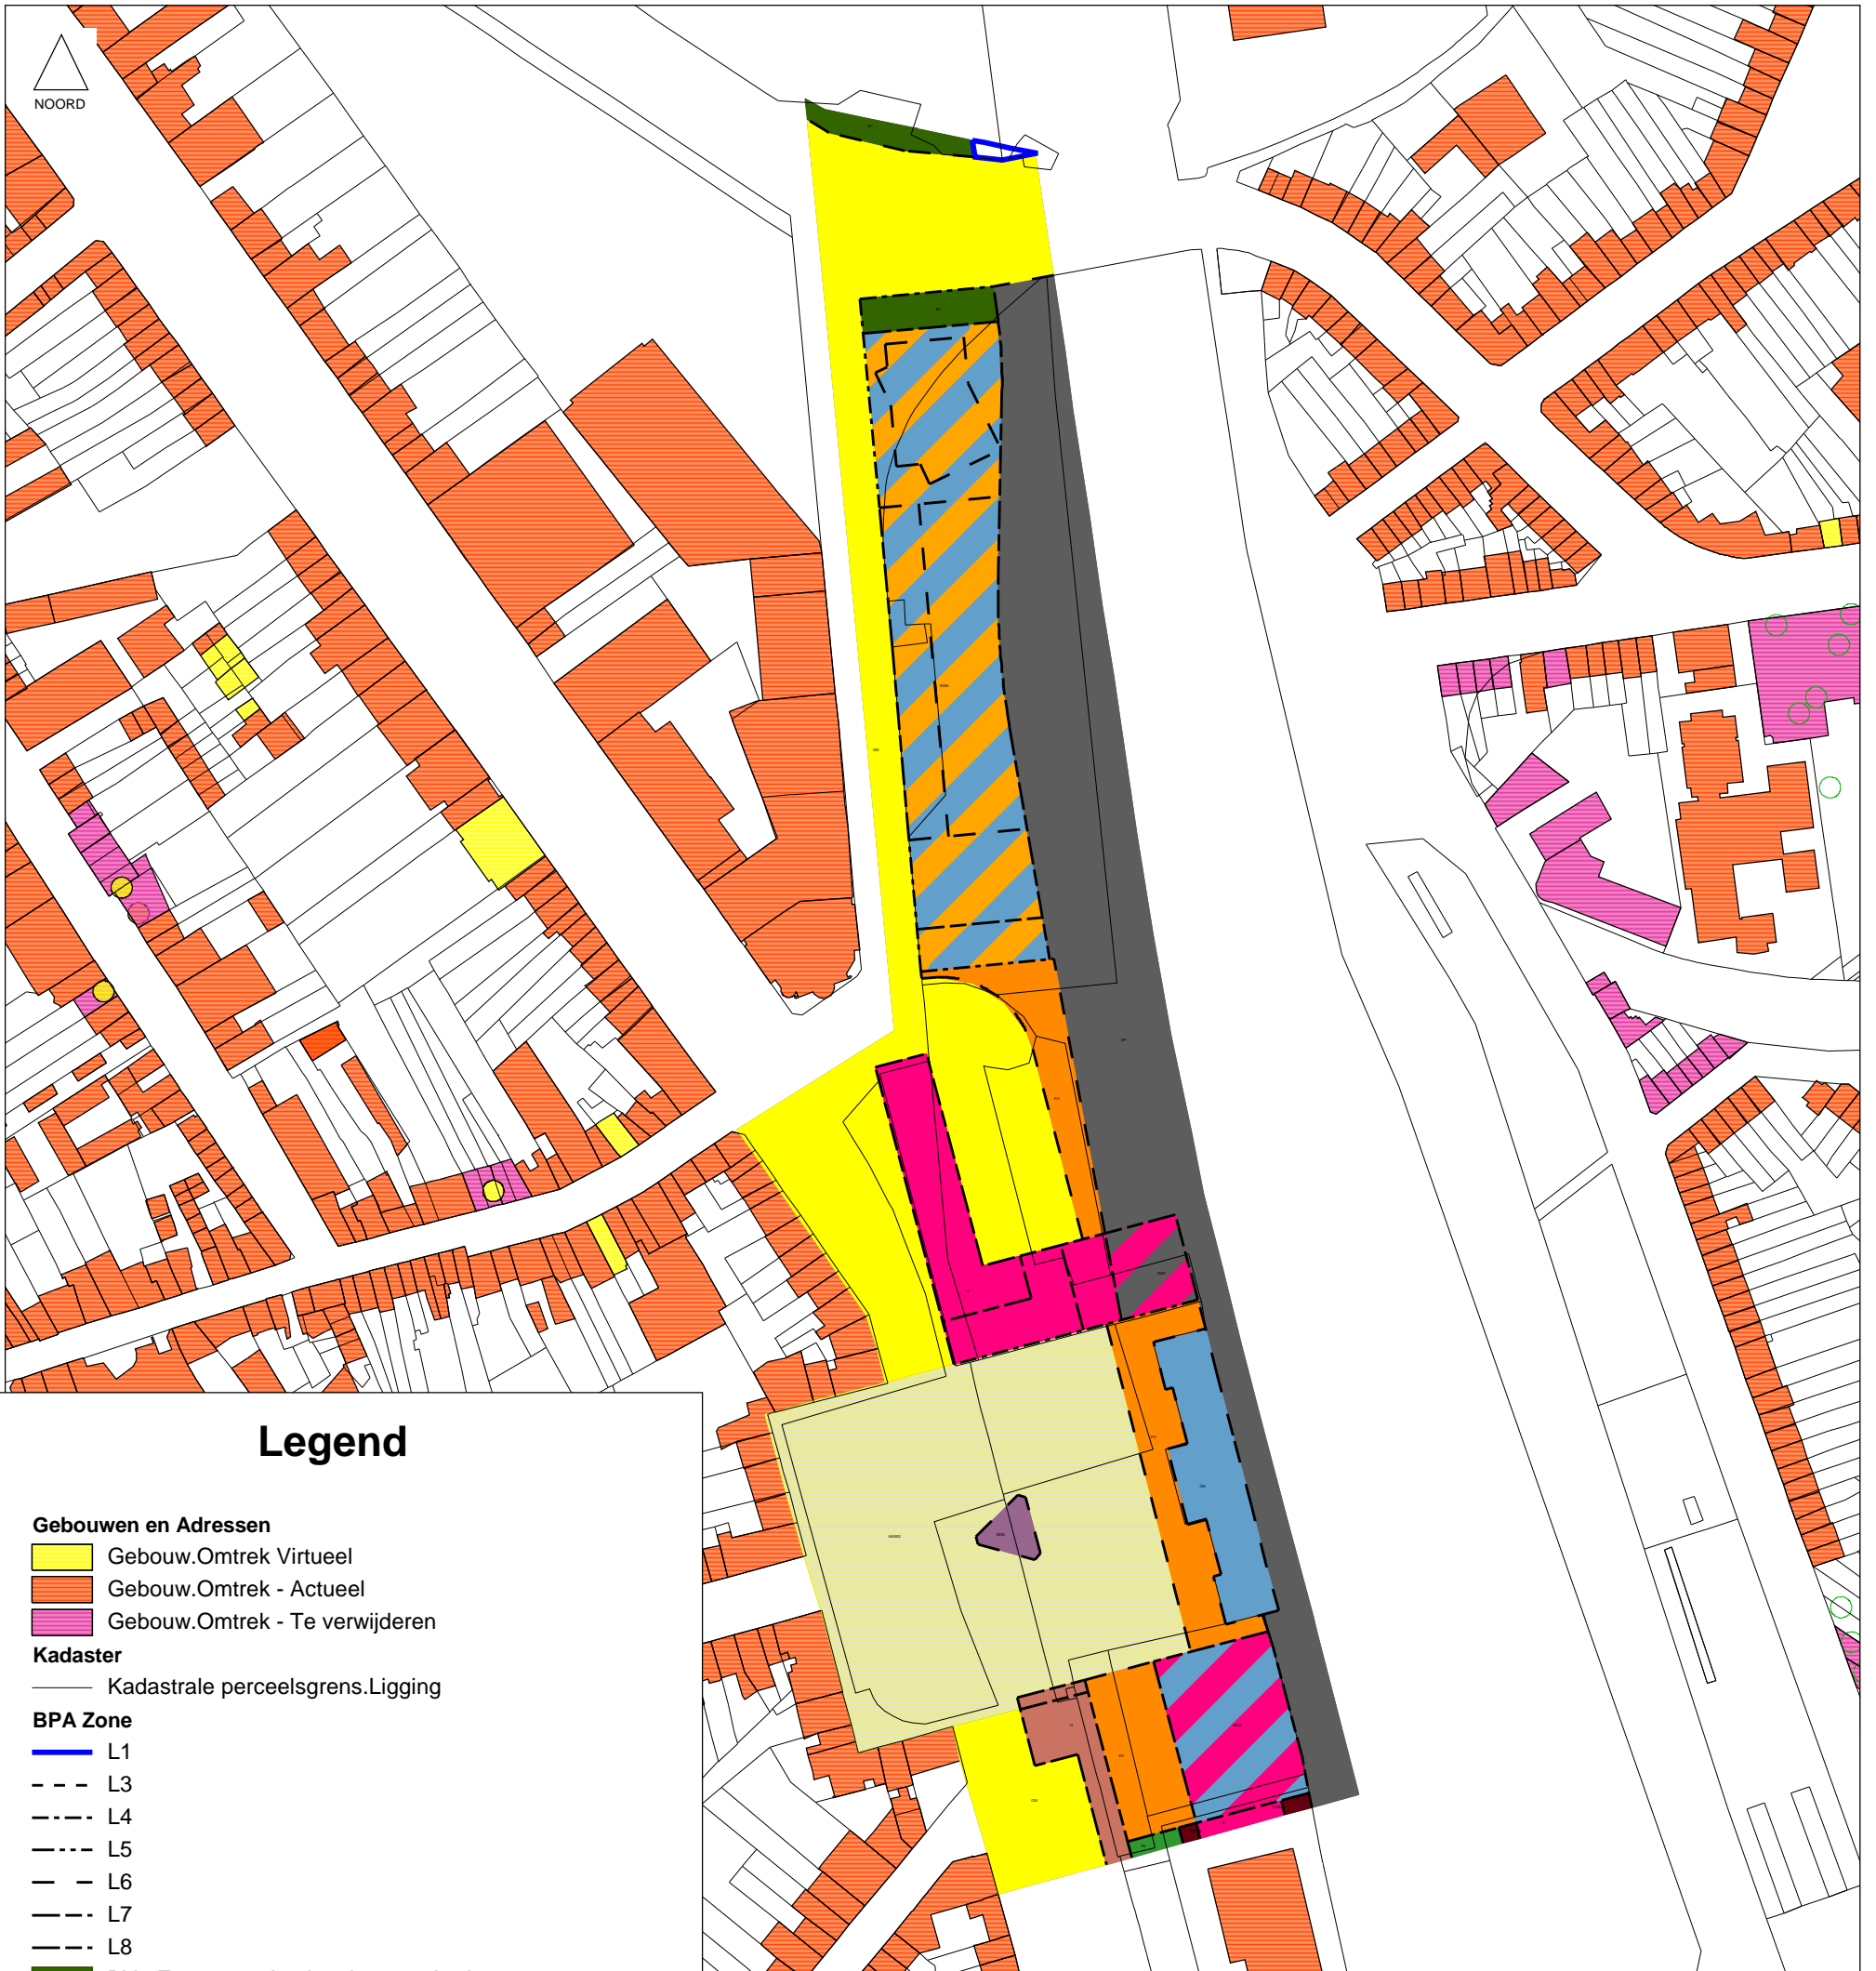 NOORD
Legend
Gebouwen en Adressen
Gebouw.Omtrek Virtueel
Gebouw.Omtrek - Actueel
Gebouw.Omtrek - Te verwijderen
Kadaster
Kadastrale perceelsgrens.Ligging
BPA Zone
L1
L3
L4
L5
L6
L7
L8